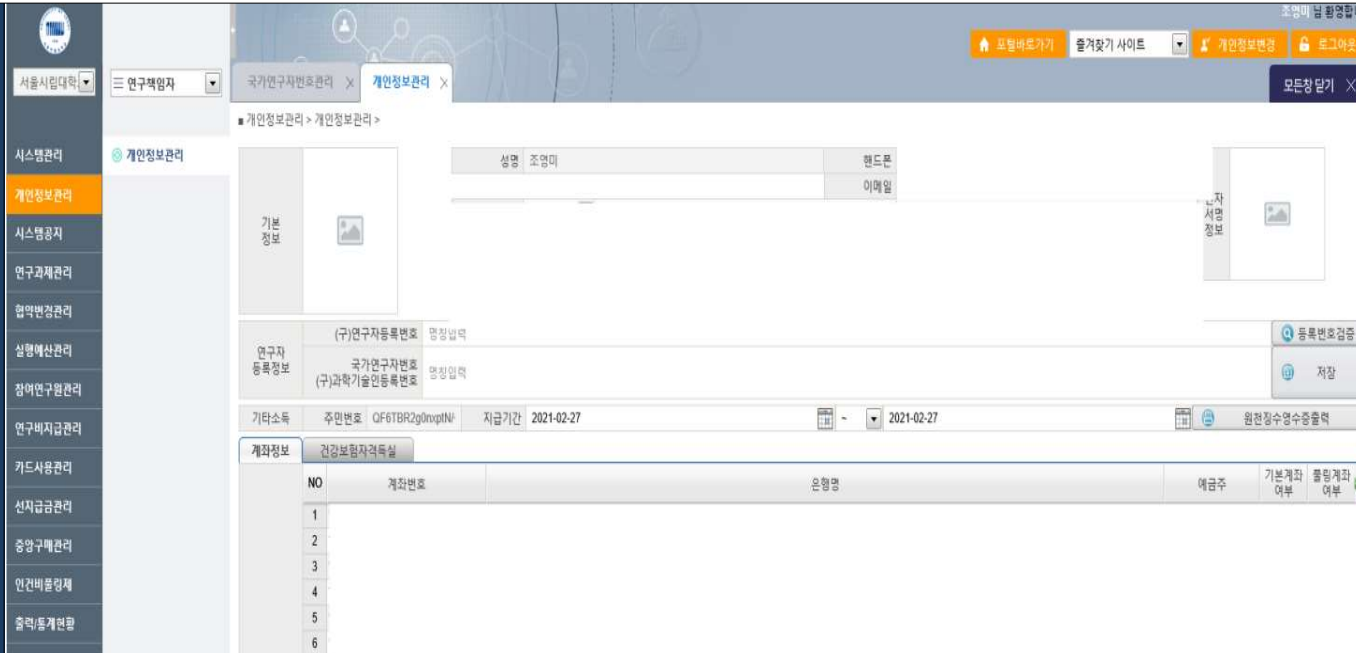 조영미 님 환영합
포탈바로가기 즐겨찾기 사이트 개인정보변경 로그아웃
서울시립대학 연구책임자 국가연구자번호관리 개인정보관리 모든창 닫기
개인정보관리 > 개인정보관리 >
시스템관리
개인정보관리
시스템공지
연구과제관리
협약변경관리
실행예산관리
참여연구원관리
연구비지급관리
카드사용관리
선지급금관리
중앙구매관리
인건비풀링제
출력/통계현황
개인정보관리
기본
정보
성명 조영미 핸드폰
이메일
자
서명
정보
연구자
등록정보
(구)연구자등록번호 명칭입력 등록번호검증
국가연구자번호
(구)과학기술인등록번호 명칭입력 저장
기타소득 주민번호 지급기간 2021-02-27 ~ 2021-02-27 원천징수영수증출력
계좌정보 건강보험자격득실
NO 계좌번호 은행명 예금주 기본계좌 여부 풀링계좌 여부
1
2
3
4
5
6